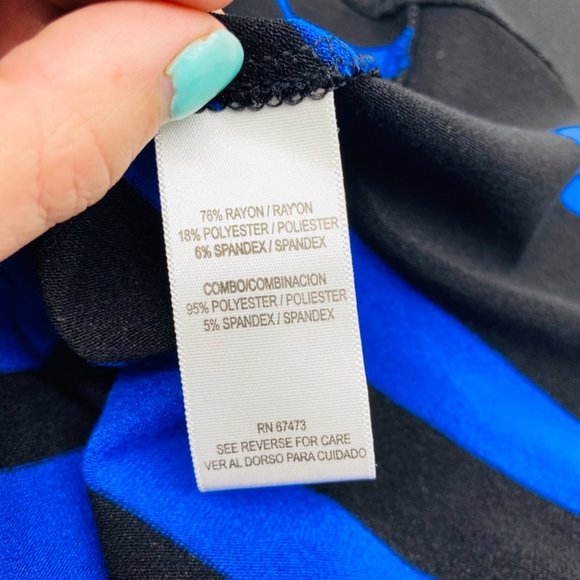 76% RAYON / RAY'ON
18% POLYESTER / POLIESTER
6% SPANDEX / SPANDEX
COMBO/COMBINACION
95% POLYESTER / POLIESTER
5% SPANDEX / SPANDEX
RN 67473
SEE REVERSE FOR CARE
VER AL DORSO PARA CUIDADO